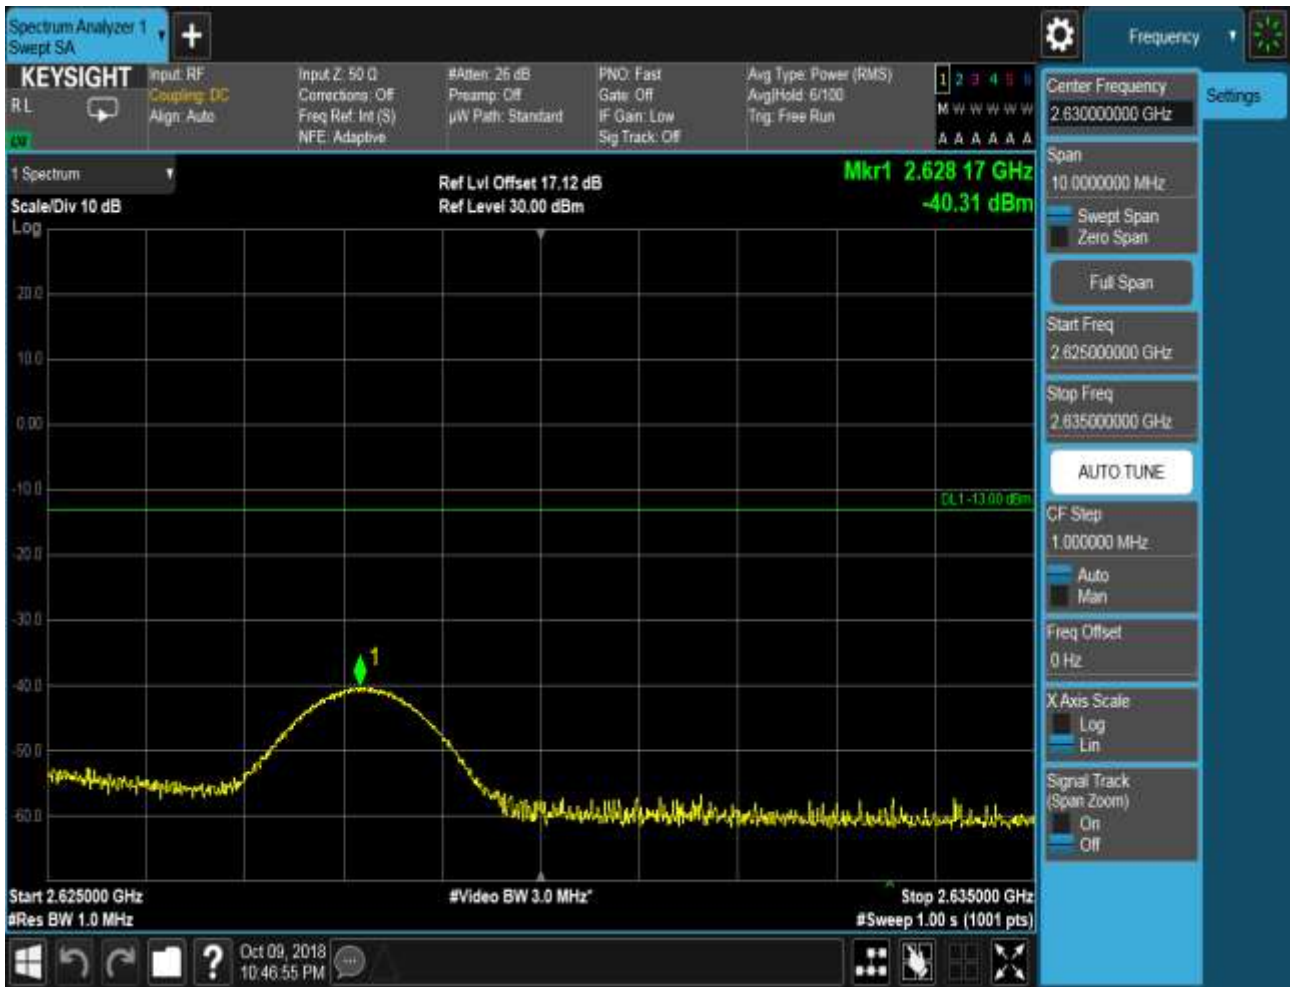 Spectrum Analyzer 1
Swept SA
Frequency
KEYSIGHT
R L
Input: RF
Coupling: DC
Align: Auto
Input Z: 50 Ω
Corrections: Off
Freq Ref: Int (S)
NFE: Adaptive
#Atten: 26 dB
Preamp: Off
µW Path: Standard
PNO: Fast
Gate: Off
IF Gain: Low
Sig Track: Off
Avg Type: Power (RMS)
Avg|Hold: 6/100
Trig: Free Run
1 2 3 4 5 6
M W W W W W
A A A A A A
1 Spectrum
Scale/Div 10 dB
Log
Ref Lvl Offset 17.12 dB
Ref Level 30.00 dBm
Mkr1 2.628 17 GHz
-40.31 dBm
20.0
10.0
0.00
-10.0
DL1 -13.00 dBm
-20.0
-30.0
1
-40.0
-50.0
-60.0
Start 2.625000 GHz
#Res BW 1.0 MHz
#Video BW 3.0 MHz*
Stop 2.635000 GHz
#Sweep 1.00 s (1001 pts)
Center Frequency
2.630000000 GHz
Settings
Span
10.0000000 MHz
Swept Span
Zero Span
Full Span
Start Freq
2.625000000 GHz
Stop Freq
2.635000000 GHz
AUTO TUNE
CF Step
1.000000 MHz
Auto
Man
Freq Offset
0 Hz
X Axis Scale
Log
Lin
Signal Track
(Span Zoom)
On
Off
?
Oct 09, 2018
10:46:55 PM